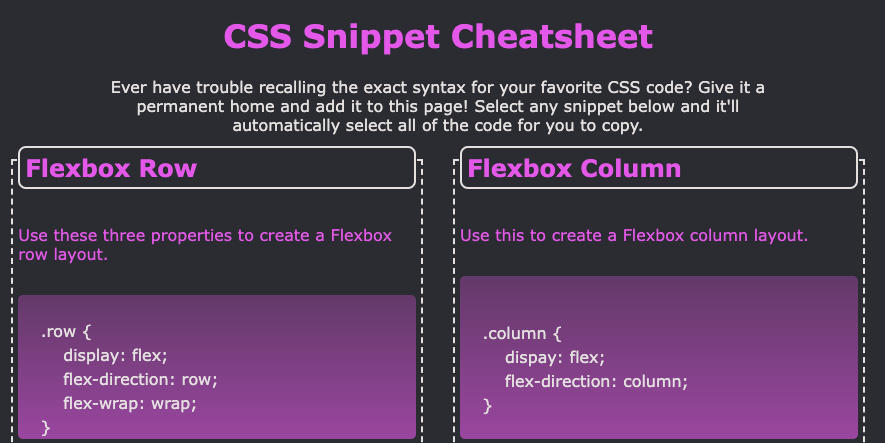 CSS Snippet Cheatsheet
Ever have trouble recalling the exact syntax for your favorite CSS code? Give it a
permanent home and add it to this page! Select any snippet below and it'll
automatically select all of the code for you to copy.
Flexbox Row
Use these three properties to create a Flexbox
row layout.
.row {
display: flex;
flex-direction: row;
flex-wrap: wrap;
}
Flexbox Column
Use this to create a Flexbox column layout.
.column {
dispay: flex;
flex-direction: column;
}